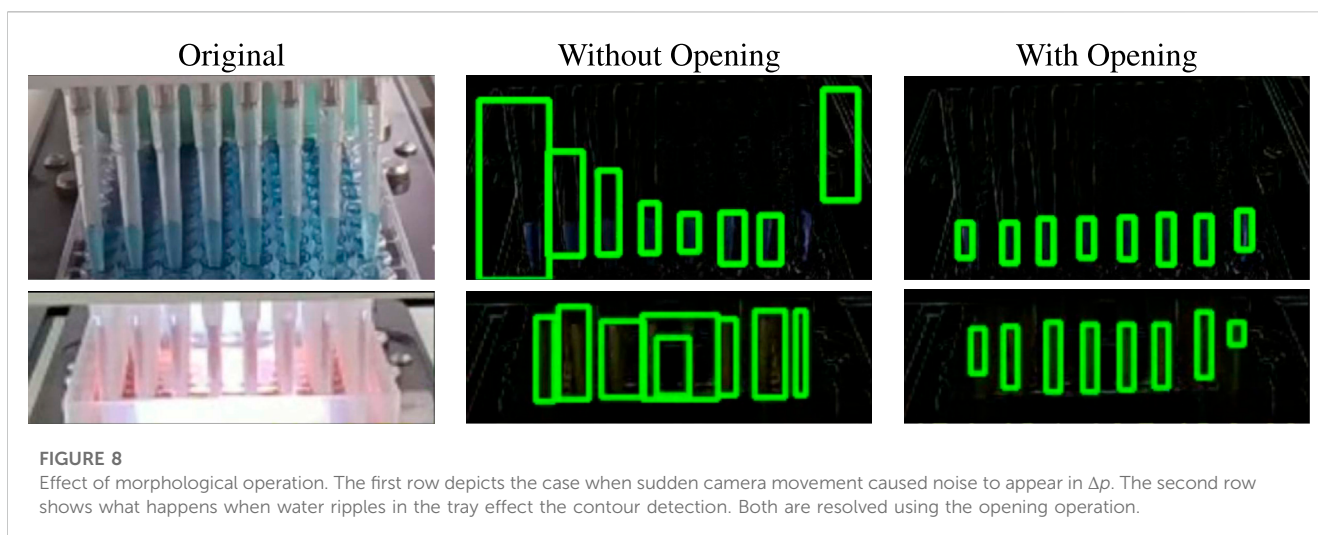 Original Without Opening With Opening
FIGURE 8
Effect of morphological operation. The first row depicts the case when sudden camera movement caused noise to appear in Δp. The second row
shows what happens when water ripples in the tray effect the contour detection. Both are resolved using the opening operation.